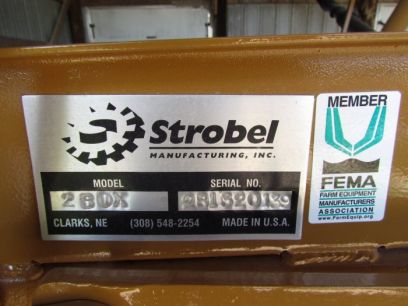 Strobel
MANUFACTURING, INC.
MODEL
SERIAL NO.
CLARKS, NE (308) 548-2254 MADE IN U.S.A.
MEMBER
FEMA
FARM EQUIPMENT
MANUFACTURERS
ASSOCIATION
www.FarmEquip.org